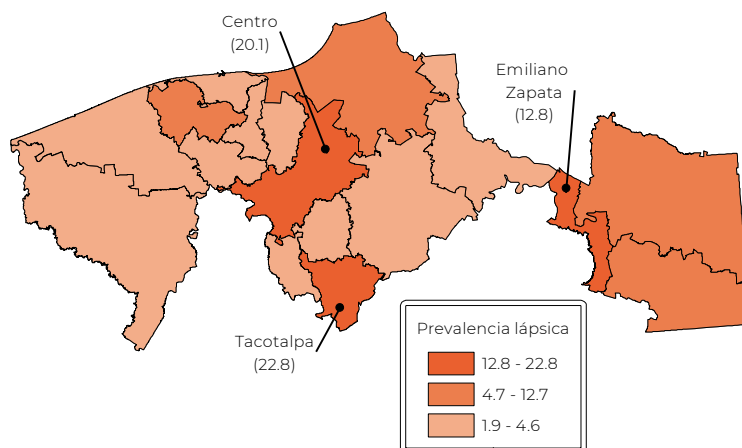 Centro
(20.1)
Emiliano
Zapata
(12.8)
Tacotalpa
(22.8)
Prevalencia lápsica
12.8 - 22.8
4.7 - 12.7
1.9 - 4.6